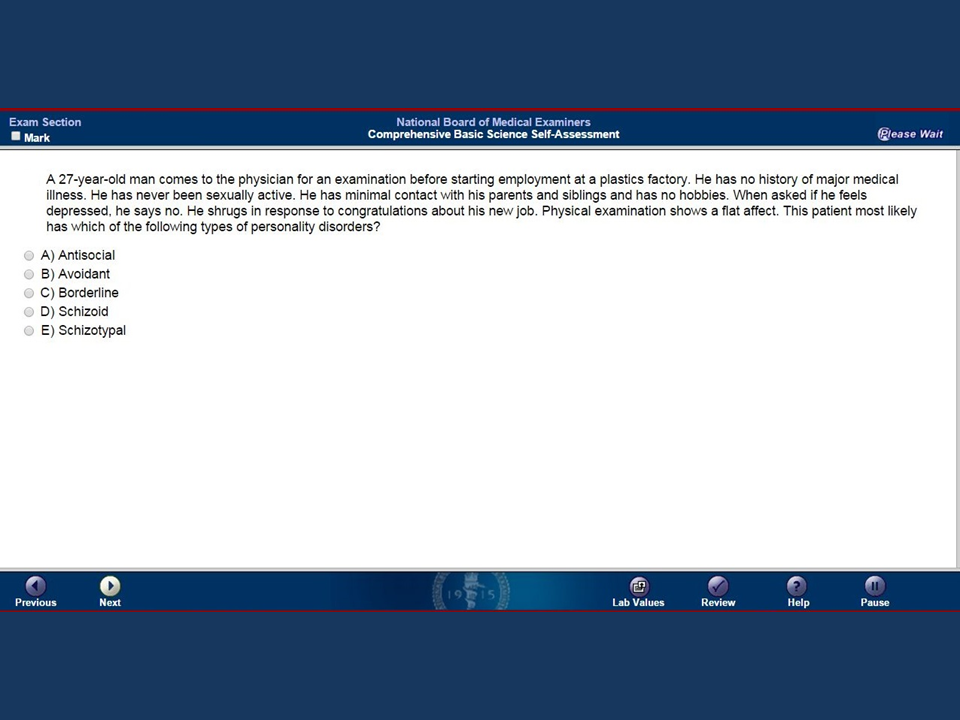 Exam Section
National Board of Medical Examiners
Mark
Comprehensive Basic Science Self-Assessment
Please Wait
A 27-year-old man comes to the physician for an examination before starting employment at a plastics factory. He has no history of major medical
illness. He has never been sexually active. He has minimal contact with his parents and siblings and has no hobbies. When asked if he feels
depressed, he says no. He shrugs in response to congratulations about his new job. Physical examination shows a flat affect. This patient most likely
has which of the following types of personality disorders?
A) Antisocial
B) Avoidant
C) Borderline
D) Schizoid
E) Schizotypal
1915
Previous
Next
Lab Values
Review
Help
Pause